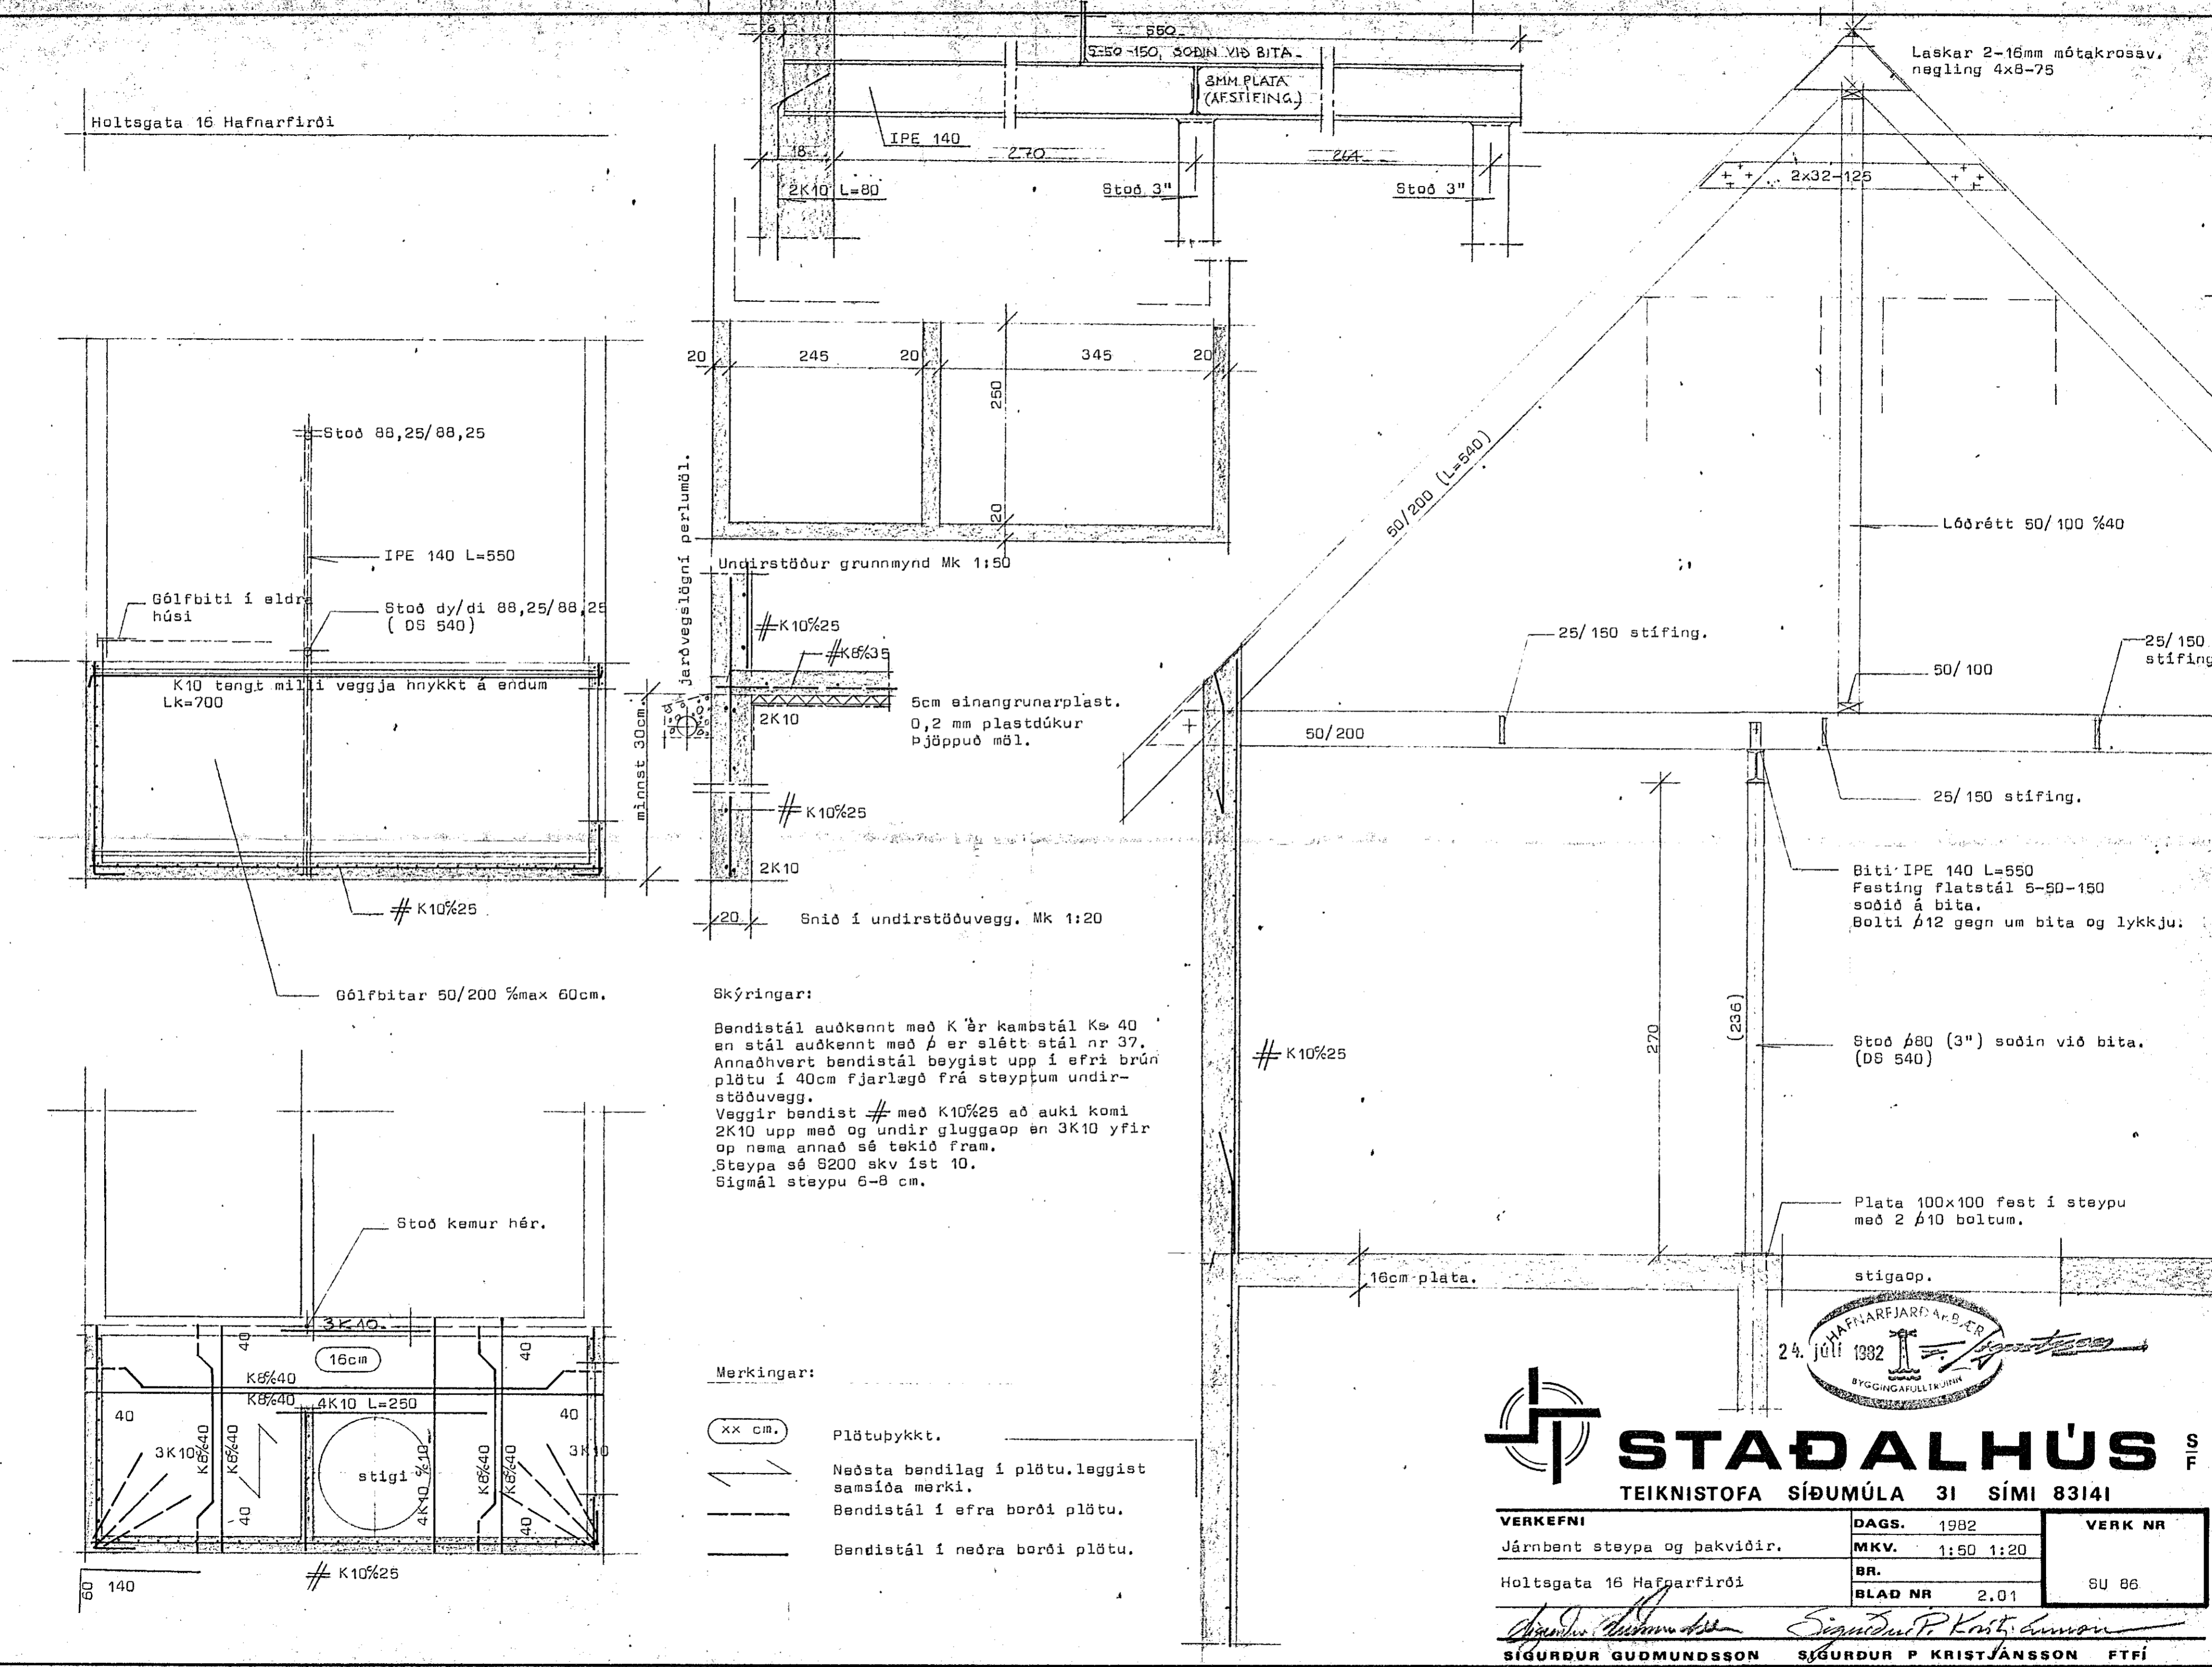 Holtsgata 16 Hafnarfirði
5
550
5-50-150, SOÐIN VIÐ BITA
8MM.PLATA
(AFSTÍFING.)
IPE 140
18
270
264
2K10 L=80
Stoð 3"
Stoð 3"
Laskar 2-16mm mótakrossv.
negling 4x8-75
2x32-125
50/200 (L=540)
Lóðrétt 50/100 %40
25/150 stífing.
25/150
stífing
50/100
50/200
25/150 stífing.
Biti IPE 140 L=550
Festing flatstál 5-50-150
soðið á bita.
Bolti ϕ12 gegn um bita og lykkju.
270
(236)
Stoð ϕ80 (3") soðin við bita.
(DS 540)
# K10%25
Plata 100x100 fest í steypu
með 2 ϕ10 boltum.
16cm plata.
stigaop.
Stoð 88,25/88,25
IPE 140 L=550
Gólfbiti í eldra
húsi
Stoð dy/di 88,25/88,25
( DS 540)
K10 tengt milli veggja hnykkt á endum
Lk=700
# K10%25
Gólfbitar 50/200 %max 60cm.
20
245
20
345
20
250
20
Undirstöður grunnmynd Mk 1:50
jarðvegslögn í perlumöl.
minnst 30cm.
# K10%25
# K8%35
2K10
5cm einangrunarplast.
0,2 mm plastdúkur
Þjöppuð möl.
# K10%25
2K10
20
Snið í undirstöðuvegg. Mk 1:20
Skýringar:
Bendistál auðkennt með K er kambstál Ks 40
en stál auðkennt með ϕ er slétt stál nr 37.
Annaðhvert bendistál beygist upp í efri brún
plötu í 40cm fjarlægð frá steyptum undir-
stöðuvegg.
Veggir bendist # með K10%25 að auki komi
2K10 upp með og undir gluggaop en 3K10 yfir
op nema annað sé tekið fram.
Steypa sé S200 skv íst 10.
Sigmál steypu 6-8 cm.
Stoð kemur hér.
3K10
16cm
40
40
K8%40
K8%40
4K10 L=250
40
40
3K10
K8%40
K8%40
stigi
4K10 %10
K8%40
K8%40
3K10
40
40
# K10%25
60
140
Merkingar:
xx cm.
Plötuþykkt.
Neðsta bendilag í plötu.leggist
samsíða merki.
Bendistál í efra borði plötu.
Bendistál í neðra borði plötu.
HAFNARFJARÐARBÆR
24. júlí 1982
BYGGINGAFULLTRÚINN
STAÐALHÚS S/F
TEIKNISTOFA SÍÐUMÚLA 31 SÍMI 83141
VERKEFNI
Járnbent steypa og þakviðir.
Holtsgata 16 Hafnarfirði
DAGS. 1982
MKV. 1:50 1:20
BR.
BLAÐ NR 2.01
VERK NR
SU 86
Sigurður Guðmundsson
Sigurður P. Kristjánsson
SIGURÐUR GUÐMUNDSSON
SIGURÐUR P KRISTJÁNSSON FTFÍ